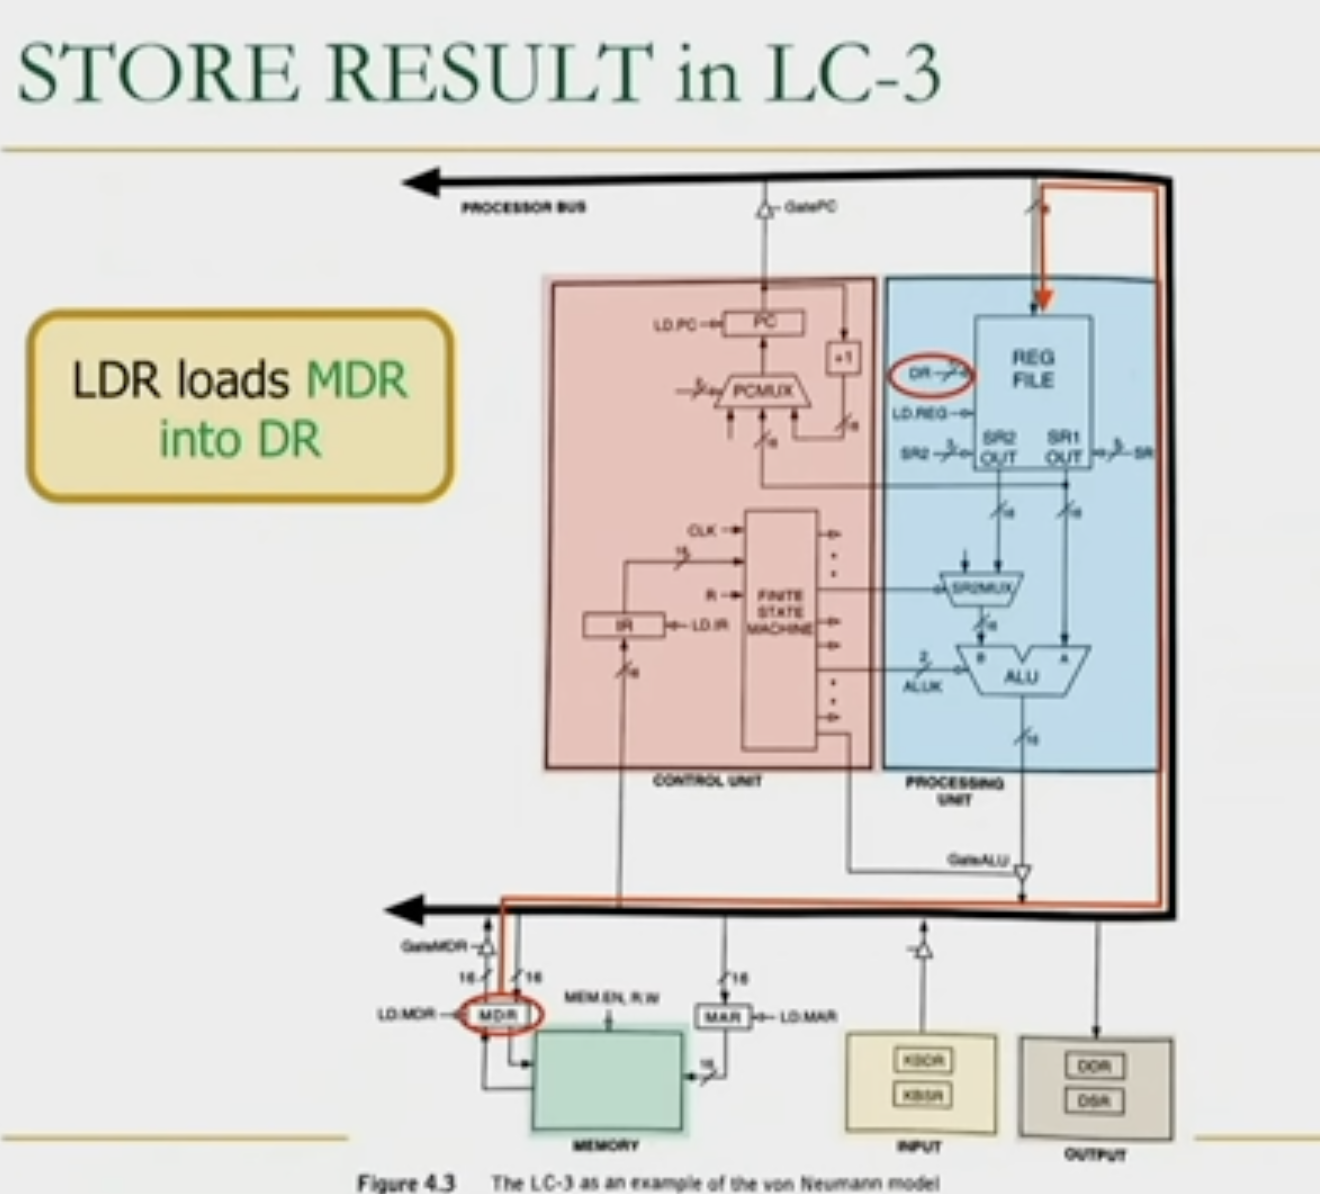 STORE RESULT in LC-3
PROCESSOR BUS
GatePC
LDR loads MDR
into DR
LD.PC
PC
+1
PCMUX
REG
FILE
DR
LD.REG
SR2
SR2
OUT
SR1
OUT
3
SR
CLK
16
R
FINITE
STATE
MACHINE
IR
LD.IR
SR2MUX
B
A
ALU
2
ALUK
16
CONTROL UNIT
PROCESSING
UNIT
GateALU
GateMDR
16
16
16
LD.MDR
MDR
MEM.EN, R.W
MAR
LD.MAR
16
KBDR
KBSR
DDR
DSR
MEMORY
INPUT
OUTPUT
Figure 4.3 The LC-3 as an example of the von Neumann model